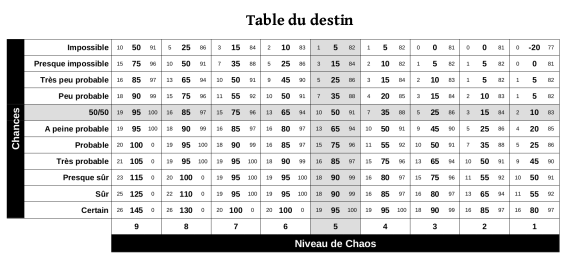 Table du destin
Impossible 10 50 91 5 25 86 3 15 84 2 10 83 1 5 82 1 5 82 0 0 81 0 0 81 0 -20 77
Presque impossible 15 75 96 10 50 91 7 35 88 5 25 86 3 15 84 2 10 82 1 5 82 1 5 82 0 0 81
Très peu probable 16 85 97 13 65 94 10 50 91 9 45 90 5 25 86 3 15 84 2 10 83 1 5 82 1 5 82
Peu probable 18 90 99 15 75 96 11 55 92 10 50 91 7 35 88 4 20 85 3 15 84 2 10 83 1 5 82
50/50 19 95 100 16 85 97 15 75 96 13 65 94 10 50 91 7 35 88 5 25 86 3 15 84 2 10 83
A peine probable 19 95 100 18 90 99 16 85 97 16 80 97 13 65 94 10 50 91 9 45 90 5 25 86 4 20 85
Probable 20 100 0 19 95 100 18 90 99 16 85 97 15 75 96 11 55 92 10 50 91 7 35 88 5 25 86
Très probable 21 105 0 19 95 100 19 95 100 18 90 99 16 85 97 15 75 96 13 65 94 10 50 91 9 45 90
Presque sûr 23 115 0 20 100 0 19 95 100 19 95 100 18 90 99 16 80 97 15 75 96 11 55 92 10 50 91
Sûr 25 125 0 22 110 0 19 95 100 19 95 100 18 90 99 16 85 97 16 80 97 13 65 94 11 55 92
Certain 26 145 0 26 130 0 20 100 0 20 100 0 19 95 100 19 95 100 18 90 99 16 85 97 16 80 97
9 8 7 6 5 4 3 2 1
Niveau de Chaos
Chances